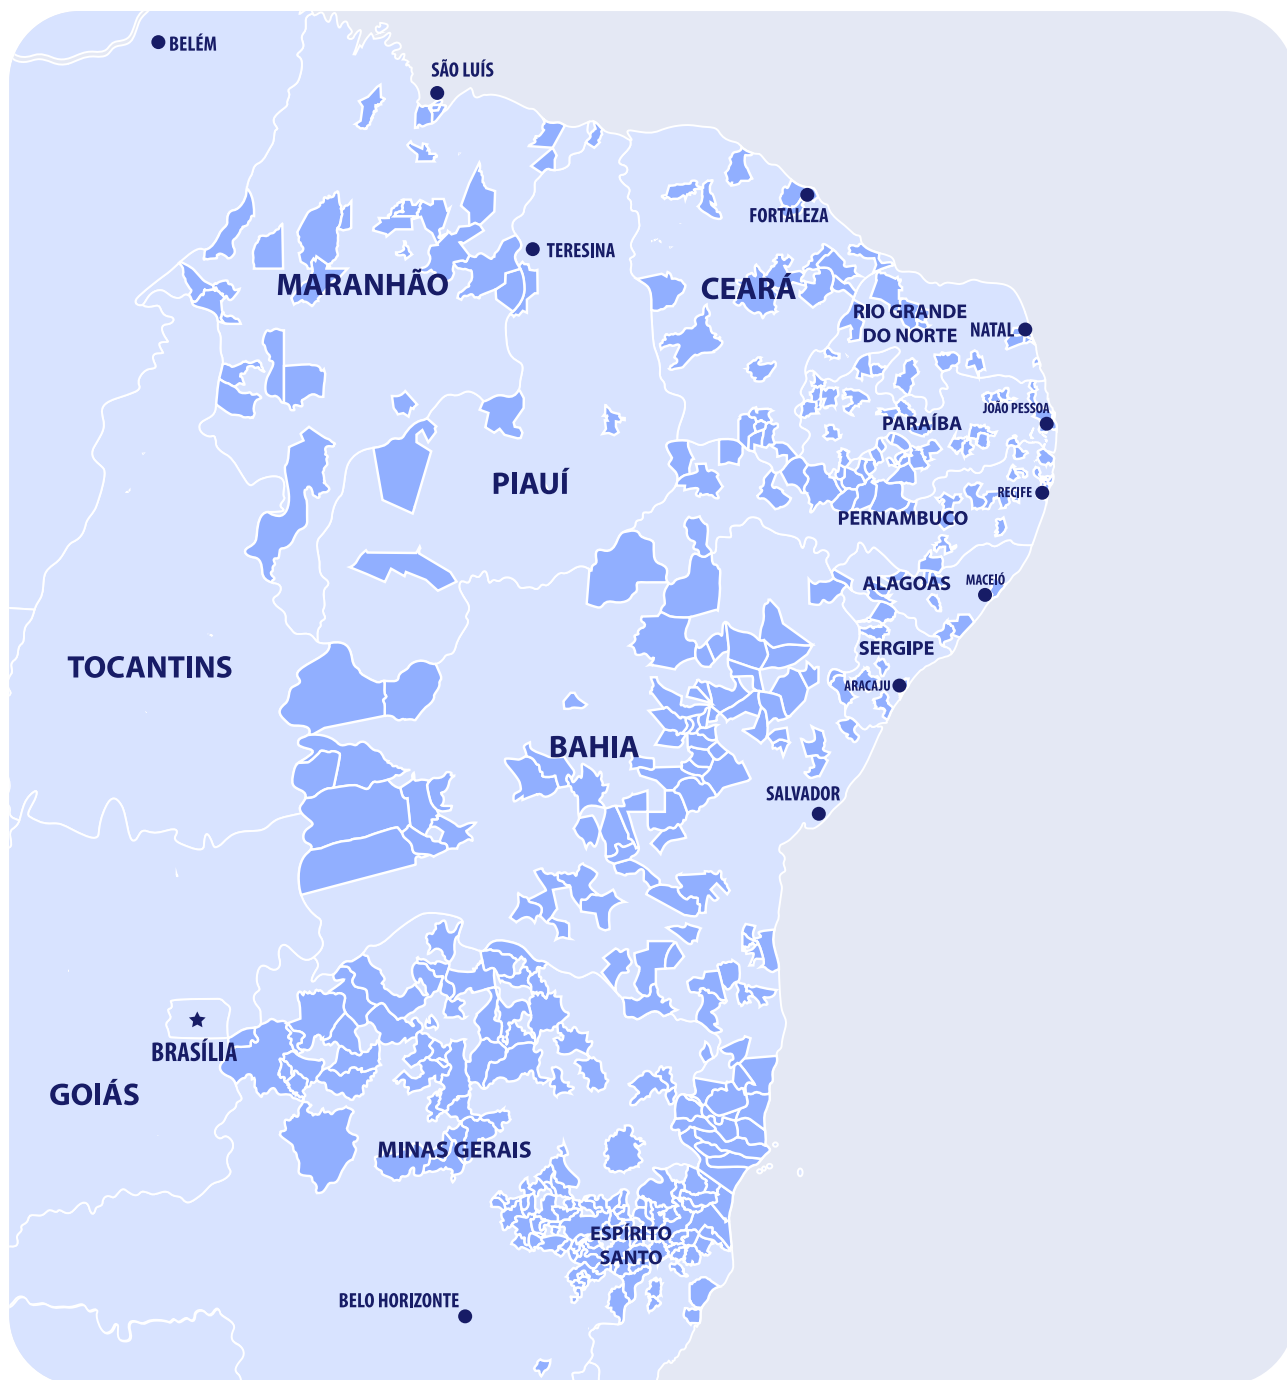 BELÉM
SÃO LUÍS
FORTALEZA
TERESINA
MARANHÃO
CEARÁ
RIO GRANDE
DO NORTE
NATAL
JOÃO PESSOA
PARAÍBA
PIAUÍ
RECIFE
PERNAMBUCO
ALAGOAS
MACEIÓ
SERGIPE
TOCANTINS
ARACAJU
BAHIA
SALVADOR
BRASÍLIA
GOIÁS
MINAS GERAIS
ESPÍRITO
SANTO
BELO HORIZONTE